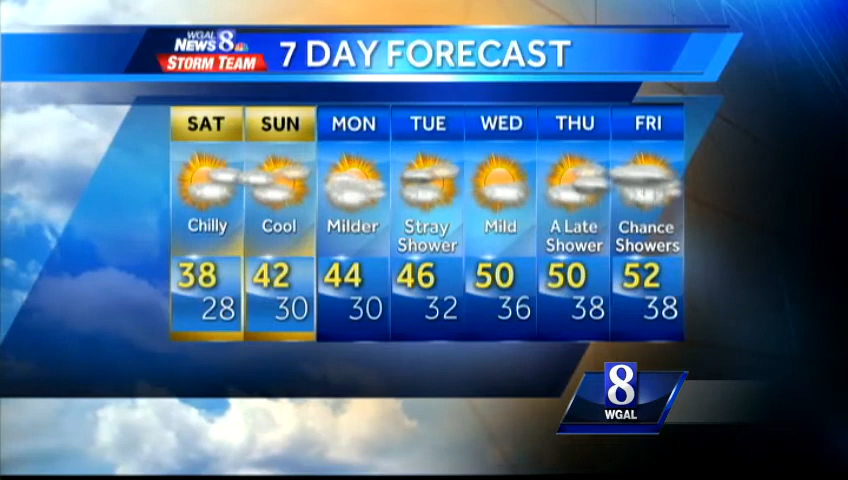 WGAL
NEWS 8
STORM TEAM
7 DAY FORECAST
SAT SUN MON TUE WED THU FRI
Chilly Cool Milder Stray Shower Mild A Late Shower Chance Showers
38 42 44 46 50 50 52
28 30 30 32 36 38 38
8
WGAL